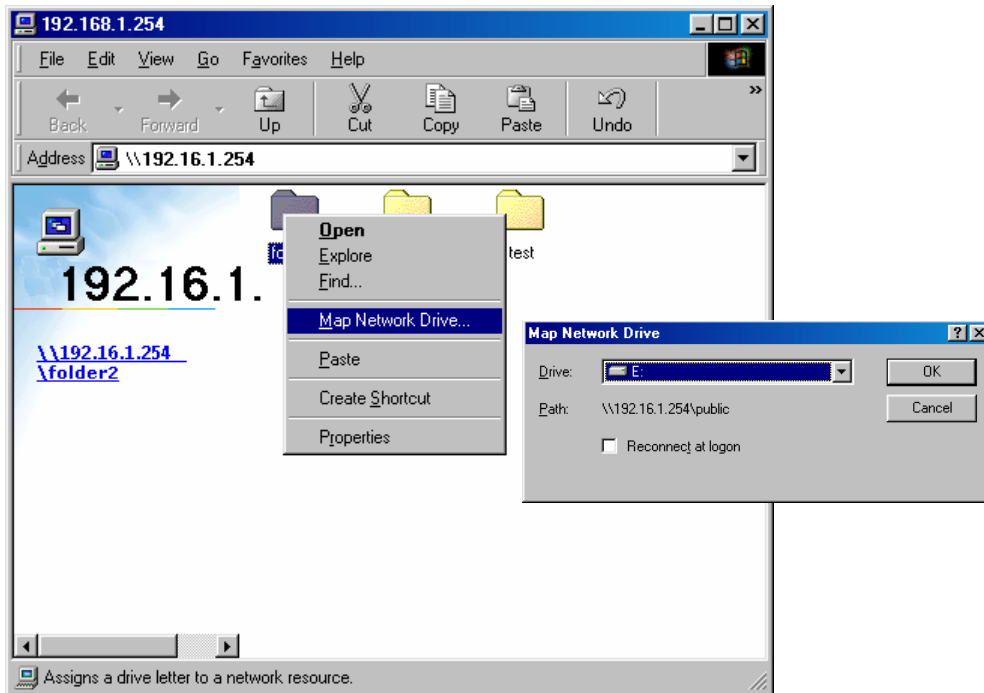 192.168.1.254
File Edit View Go Favorites Help
Back Forward Up Cut Copy Paste Undo »
Address \\192.16.1.254
192.16.1.
\\192.16.1.254
\folder2
test
Open
Explore
Find...
Map Network Drive...
Paste
Create Shortcut
Properties
Map Network Drive
Drive: E: OK
Path: \\192.16.1.254\public Cancel
Reconnect at logon
Assigns a drive letter to a network resource.